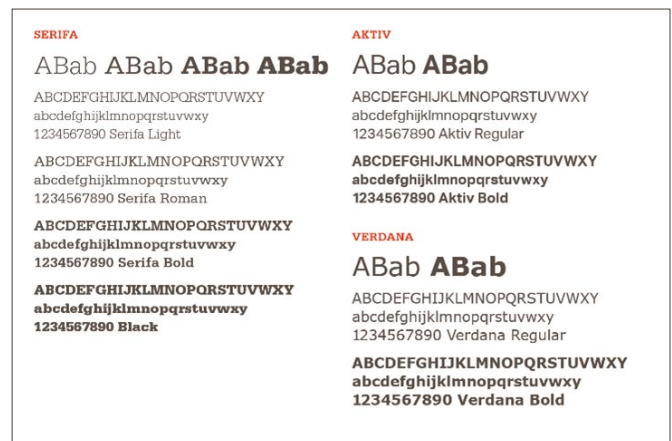 SERIFA
ABab ABab ABab ABab
ABCDEFGHIJKLMNOPQRSTUVWXY
abcdefghijklmnopqrstuvwxy
1234567890 Serifa Light
ABCDEFGHIJKLMNOPQRSTUVWXY
abcdefghijklmnopqrstuvwxy
1234567890 Serifa Roman
ABCDEFGHIJKLMNOPQRSTUVWXY
abcdefghijklmnopqrstuvwxy
1234567890 Serifa Bold
ABCDEFGHIJKLMNOPQRSTUVWXY
abcdefghijklmnopqrstuvwxy
1234567890 Black
AKTIV
ABab ABab
ABCDEFGHIJKLMNOPQRSTUVWXY
abcdefghijklmnopqrstuvwxy
1234567890 Aktiv Regular
ABCDEFGHIJKLMNOPQRSTUVWXY
abcdefghijklmnopqrstuvwxy
1234567890 Aktiv Bold
VERDANA
ABab ABab
ABCDEFGHIJKLMNOPQRSTUVWXY
abcdefghijklmnopqrstuvwxy
1234567890 Verdana Regular
ABCDEFGHIJKLMNOPQRSTUVWXY
abcdefghijklmnopqrstuvwxy
1234567890 Verdana Bold